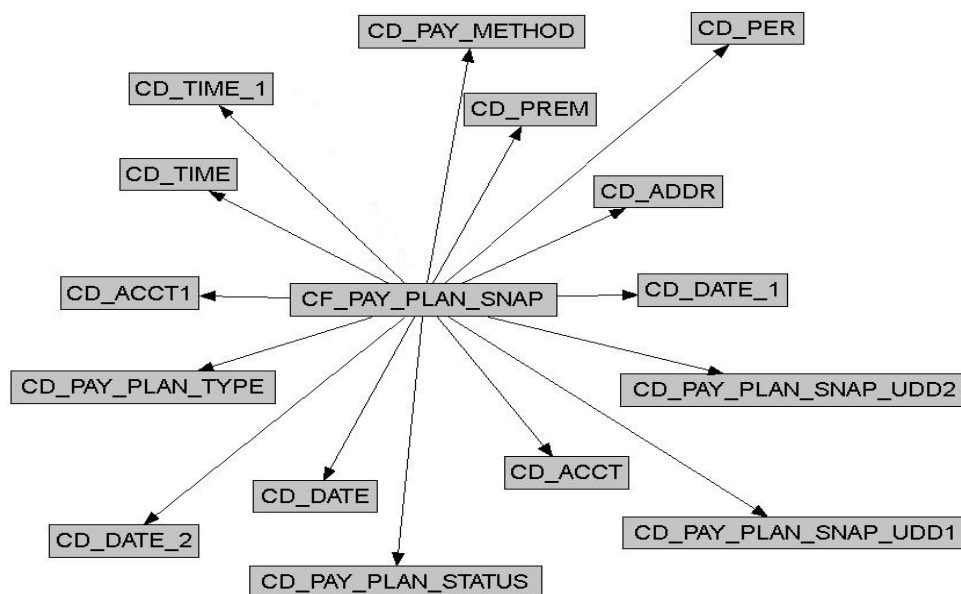 CD_PAY_METHOD
CD_PER
CD_TIME_1
CD_PREM
CD_TIME
CD_ADDR
CD_ACCT1
CF_PAY_PLAN_SNAP
CD_DATE_1
CD_PAY_PLAN_TYPE
CD_PAY_PLAN_SNAP_UDD2
CD_ACCT
CD_DATE
CD_DATE_2
CD_PAY_PLAN_SNAP_UDD1
CD_PAY_PLAN_STATUS